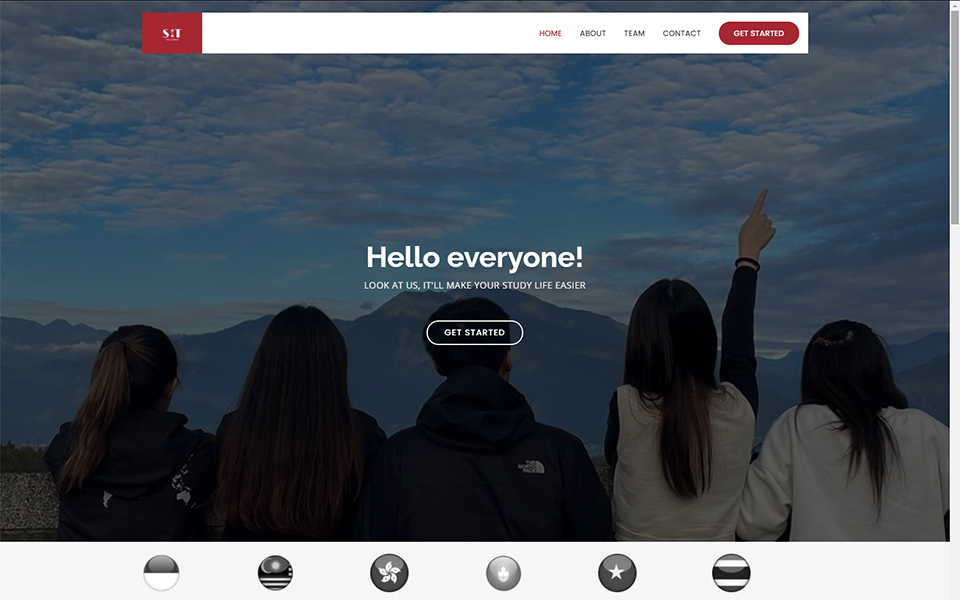 S T
HOME
ABOUT
TEAM
CONTACT
GET STARTED
Hello everyone!
LOOK AT US, IT'LL MAKE YOUR STUDY LIFE EASIER
GET STARTED
THE
NORTH
FACE